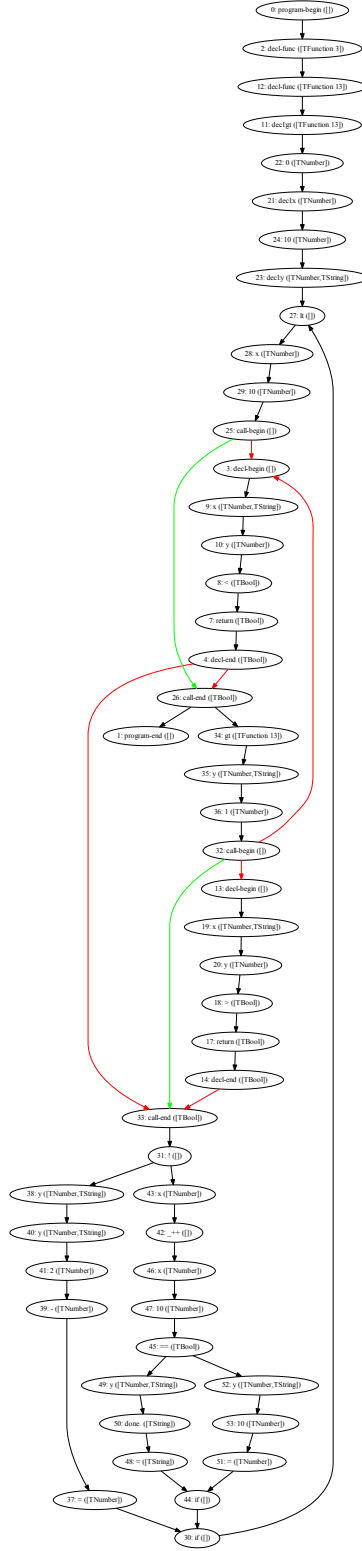 0: program-begin ([])
2: decl-func ([TFunction 3])
12: decl-func ([TFunction 13])
11: decl:gt ([TFunction 13])
22: 0 ([TNumber])
21: decl:x ([TNumber])
24: 10 ([TNumber])
23: decl:y ([TNumber,TString])
27: lt ([])
28: x ([TNumber])
29: 10 ([TNumber])
25: call-begin ([])
3: decl-begin ([])
9: x ([TNumber,TString])
10: y ([TNumber])
8: < ([TBool])
7: return ([TBool])
4: decl-end ([TBool])
26: call-end ([TBool])
1: program-end ([])
34: gt ([TFunction 13])
35: y ([TNumber,TString])
36: 1 ([TNumber])
32: call-begin ([])
13: decl-begin ([])
19: x ([TNumber,TString])
20: y ([TNumber])
18: > ([TBool])
17: return ([TBool])
14: decl-end ([TBool])
33: call-end ([TBool])
31: ! ([])
38: y ([TNumber,TString])
43: x ([TNumber])
40: y ([TNumber,TString])
42: _++ ([])
41: 2 ([TNumber])
46: x ([TNumber])
39: - ([TNumber])
47: 10 ([TNumber])
45: == ([TBool])
49: y ([TNumber,TString])
52: y ([TNumber,TString])
50: done. ([TString])
53: 10 ([TNumber])
48: = ([TString])
51: = ([TNumber])
37: = ([TNumber])
44: if ([])
30: if ([])